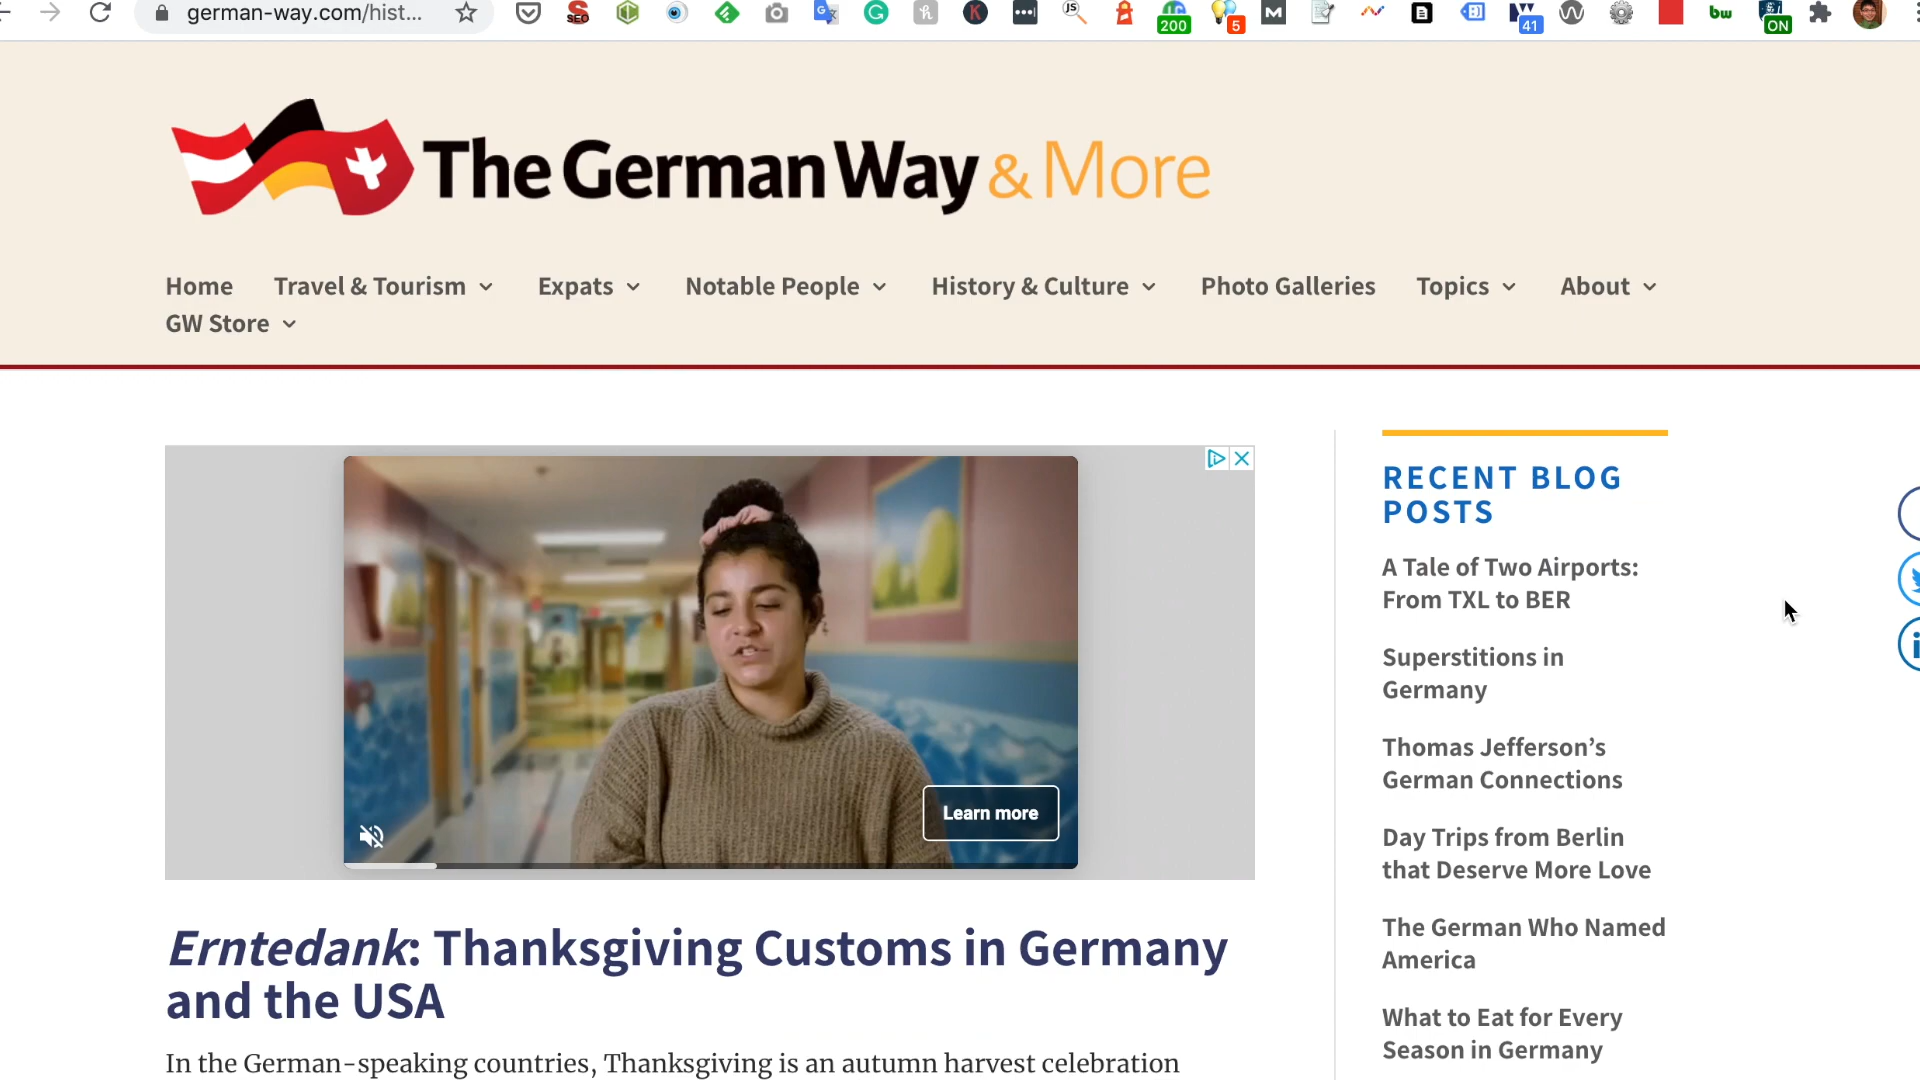 german-way.com/hist...
200
5
41
bw
ON
The German Way & More
Home Travel & Tourism Expats Notable People History & Culture Photo Galleries Topics About
GW Store
RECENT BLOG
POSTS
A Tale of Two Airports:
From TXL to BER
Superstitions in
Germany
Thomas Jefferson’s
German Connections
Day Trips from Berlin
that Deserve More Love
The German Who Named
America
What to Eat for Every
Season in Germany
Learn more
Erntedank: Thanksgiving Customs in Germany
and the USA
In the German-speaking countries, Thanksgiving is an autumn harvest celebration